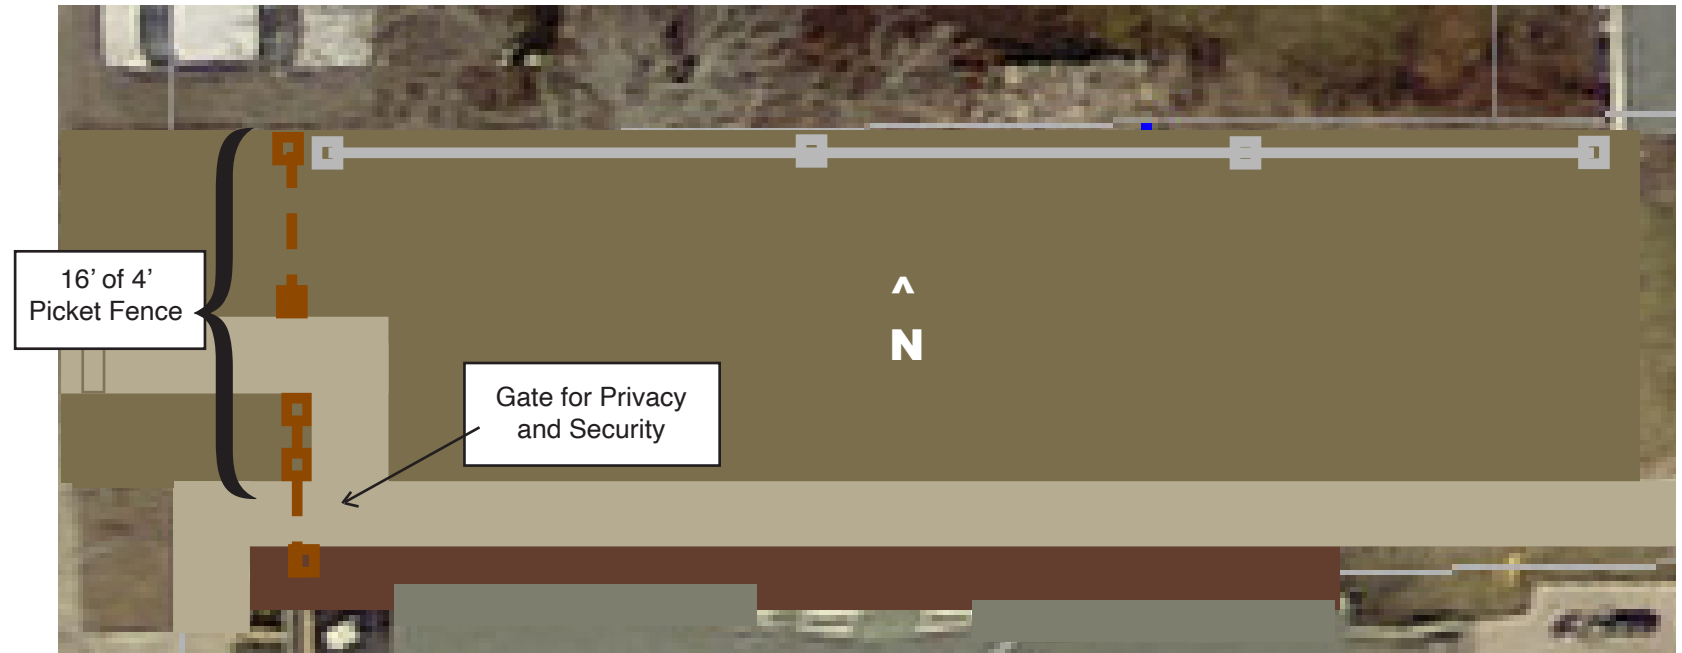 16’ of 4’
Picket Fence
^
N
Gate for Privacy
and Security